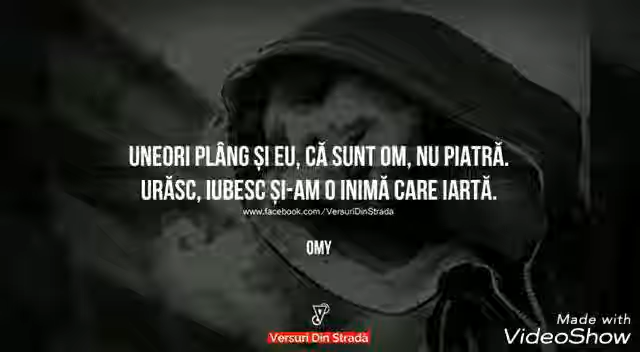 UNEORI PLÂNG ȘI EU, CĂ SUNT OM, NU PIATRĂ.
URĂSC, IUBESC ȘI-AM O INIMĂ CARE IARTĂ.
www.facebook.com/VersuriDinStrada
OMY
Versuri Din Stradă
Made with
VideoShow